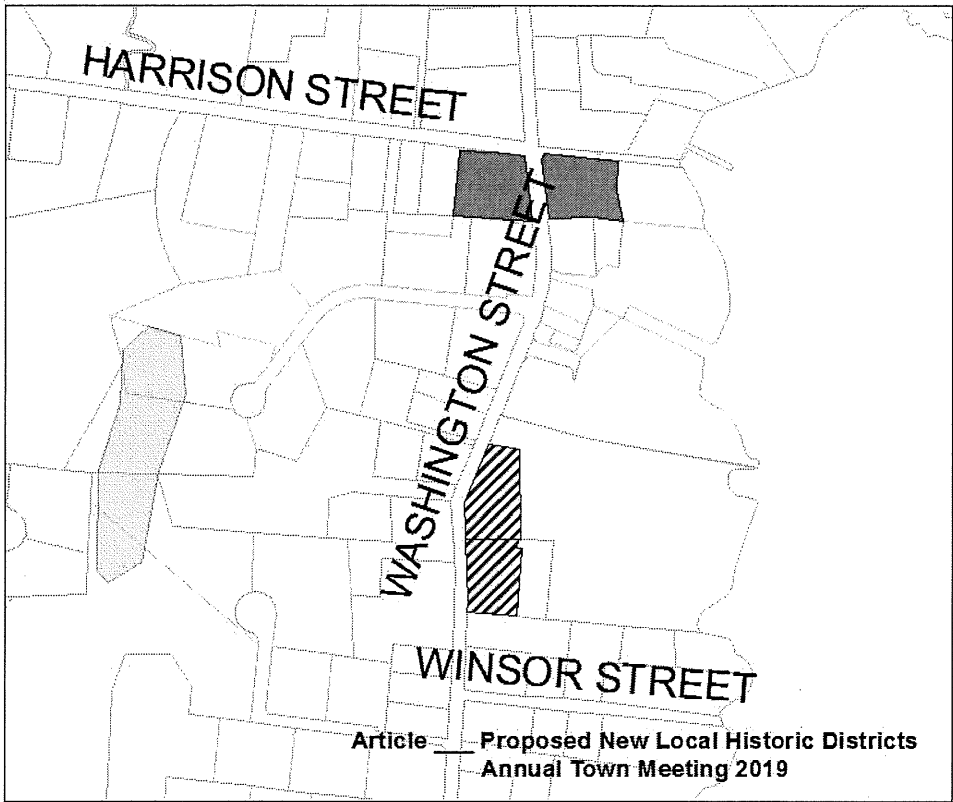 HARRISON STREET
WASHINGTON STREET
WINSOR STREET
Article ___ Proposed New Local Historic Districts
Annual Town Meeting 2019